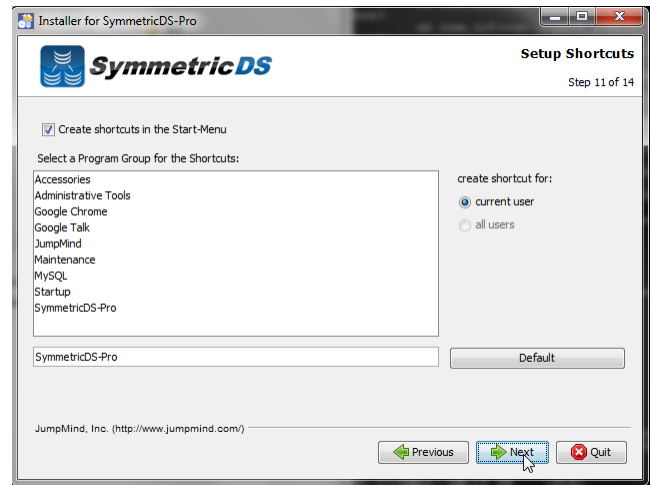 Installer for SymmetricDS-Pro
SymmetricDS
Setup Shortcuts
Step 11 of 14
Create shortcuts in the Start-Menu
Select a Program Group for the Shortcuts:
Accessories
Administrative Tools
Google Chrome
Google Talk
JumpMind
Maintenance
MySQL
Startup
SymmetricDS-Pro
create shortcut for:
current user
all users
SymmetricDS-Pro
Default
JumpMind, Inc. (http://www.jumpmind.com/)
Previous
Next
Quit